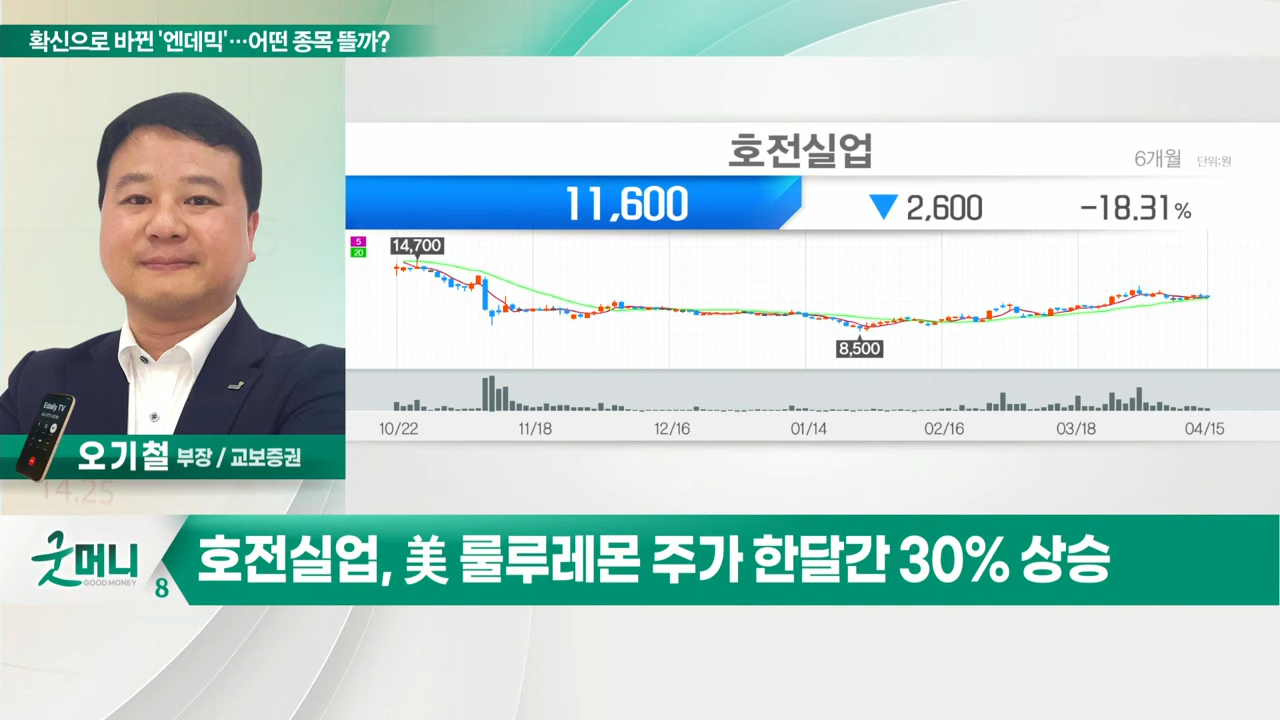 확신으로 바뀐 '엔데믹'…어떤 종목 뜰까?
호전실업
6개월 단위:원
11,600 ▼ 2,600 -18.31%
5
20
14,700
8,500
10/22 11/18 12/16 01/14 02/16 03/18 04/15
Edaily TV
오기철 부장 / 교보증권
14.25
굿머니
GOOD MONEY
8
호전실업, 美 룰루레몬 주가 한달간 30% 상승